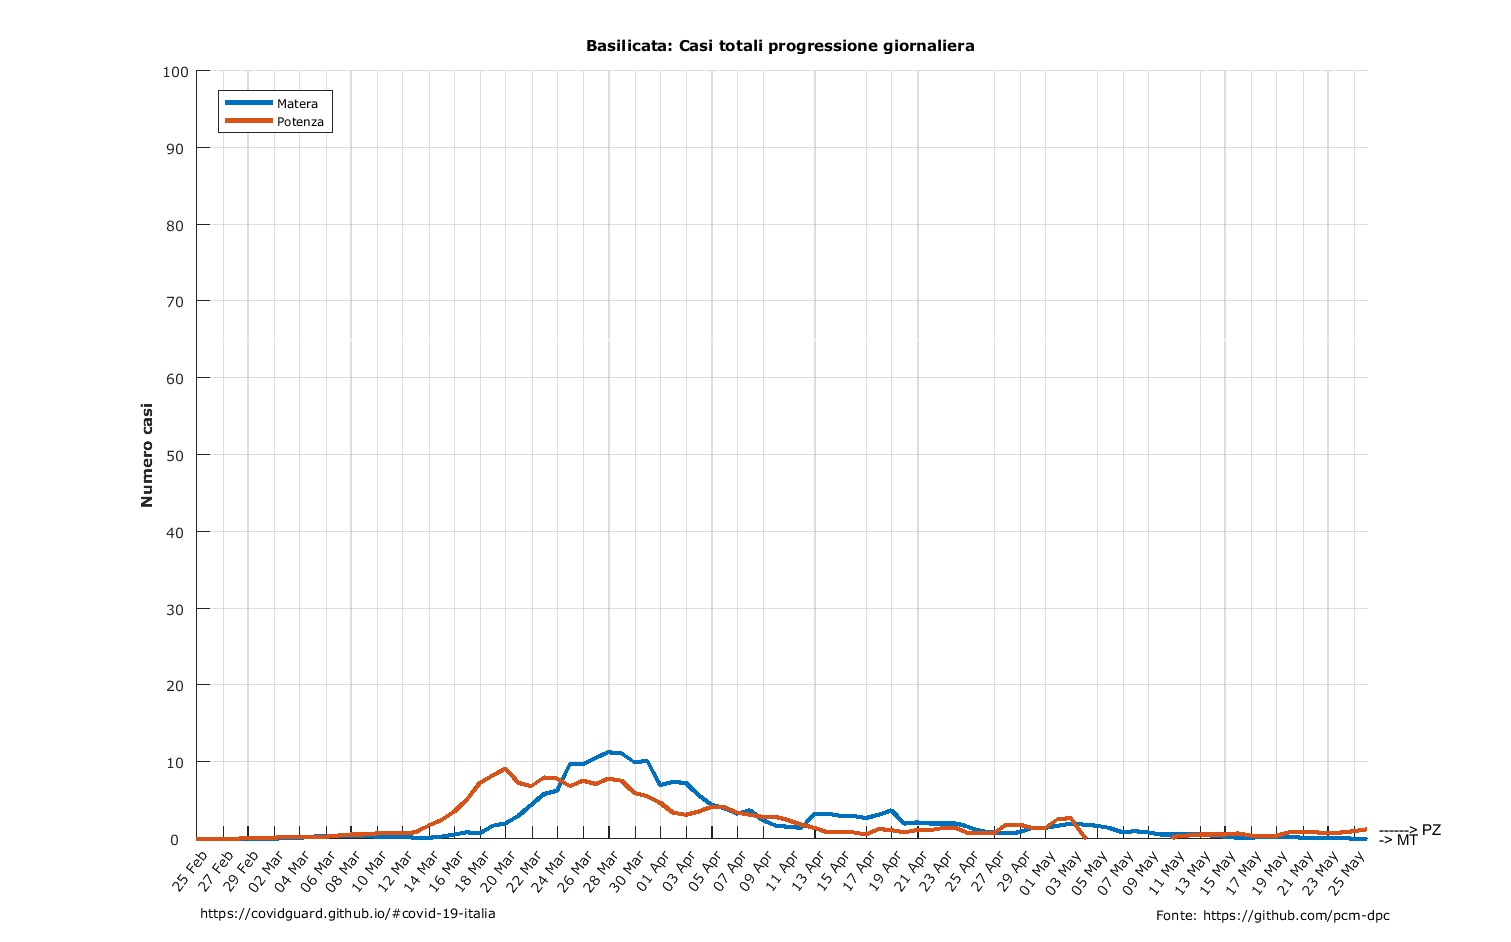 Basilicata: Casi totali progressione giornaliera
100
90
80
70
60
50
40
30
20
10
0
Numero casi
Matera
Potenza
25 Feb
27 Feb
29 Feb
02 Mar
04 Mar
06 Mar
08 Mar
10 Mar
12 Mar
14 Mar
16 Mar
18 Mar
20 Mar
22 Mar
24 Mar
26 Mar
28 Mar
30 Mar
01 Apr
03 Apr
05 Apr
07 Apr
09 Apr
11 Apr
13 Apr
15 Apr
17 Apr
19 Apr
21 Apr
23 Apr
25 Apr
27 Apr
29 Apr
01 May
03 May
05 May
07 May
09 May
11 May
13 May
15 May
17 May
19 May
21 May
23 May
25 May
------> PZ
-> MT
https://covidguard.github.io/#covid-19-italia
Fonte: https://github.com/pcm-dpc